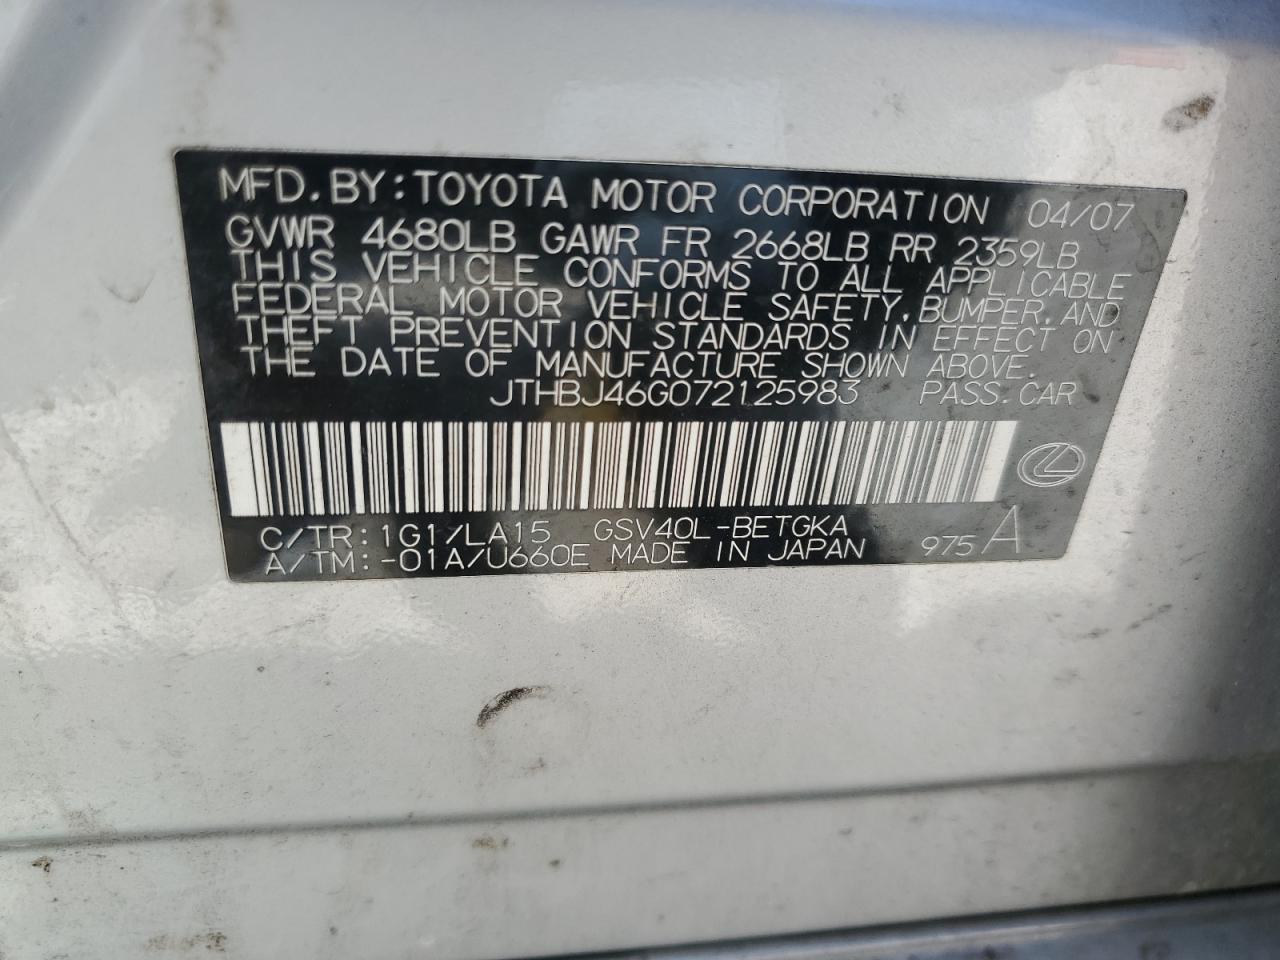 MFD.BY:TOYOTA MOTOR CORPORATION 04/07
GVWR 4680LB GAWR FR 2668LB RR 2359LB
THIS VEHICLE CONFORMS TO ALL APPLICABLE
FEDERAL MOTOR VEHICLE SAFETY,BUMPER,AND
THEFT PREVENTION STANDARDS IN EFFECT ON
THE DATE OF MANUFACTURE SHOWN ABOVE.
JTHBJ46G072125983 PASS.CAR
C/TR:1G1/LA15 GSV40L-BETGKA
A/TM:-01A/U660E MADE IN JAPAN 975 A